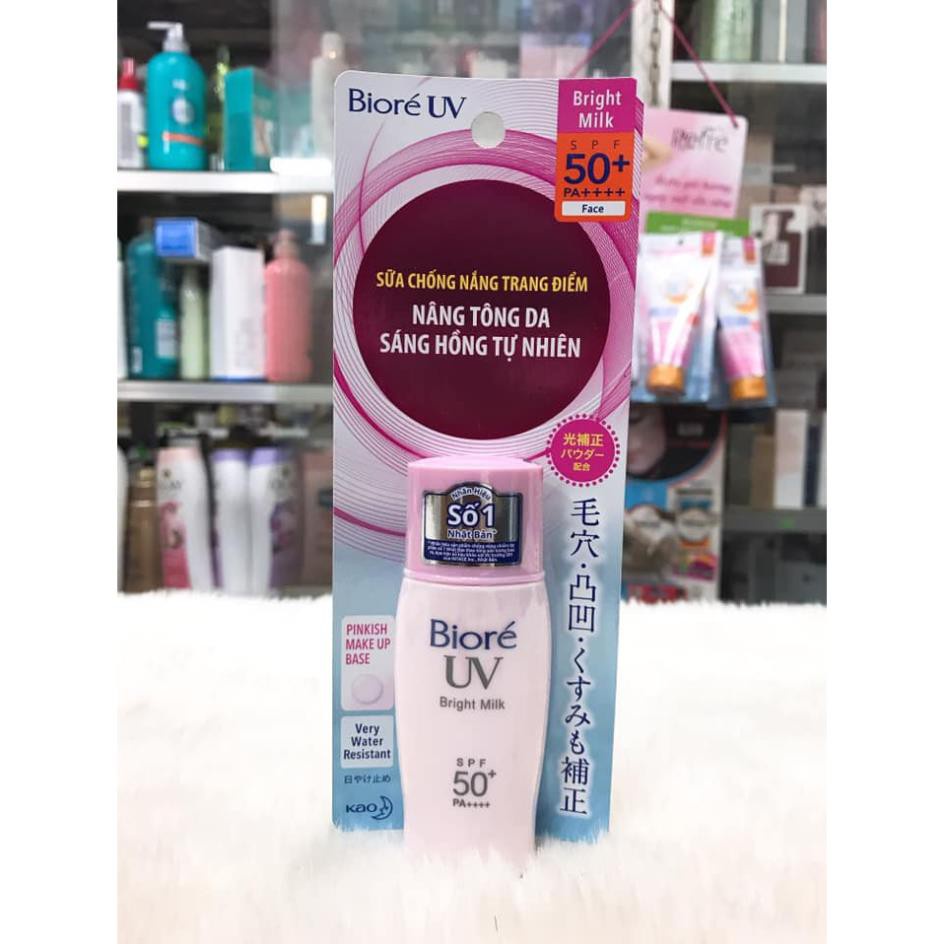 Bioré UV
Bright
Milk
SPF
50+
PA++++
Face
SỮA CHỐNG NẮNG TRANG ĐIỂM
NÂNG TÔNG DA
SÁNG HỒNG TỰ NHIÊN
光補正
パウダー
配合
毛穴・凸凹・くすみも補正
Nhãn Hiệu
Số 1
Nhật Bản*
PINKISH
MAKE UP
BASE
Very
Water
Resistant
日やけ止め
Kao
Bioré
UV
Bright Milk
SPF
50+
PA++++